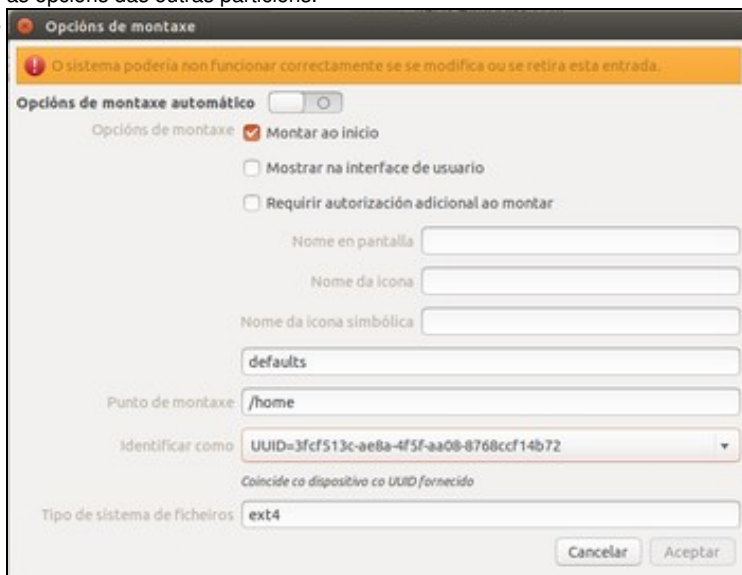 as opcións das outras particións.
Opcións de montaxe
O sistema podería non funcionar correctamente se se modifica ou se retira esta entrada.
Opcións de montaxe automático
Opcións de montaxe Montar ao inicio
Mostrar na interface de usuario
Requirir autorización adicional ao montar
Nome en pantalla
Nome da icona
Nome da icona simbólica
defaults
Punto de montaxe /home
Identificar como UUID=3fcf513c-ae8a-4f5f-aa08-8768ccf14b72
Coincide co dispositivo co UUID fornecido
Tipo de sistema de ficheiros ext4
Cancelar Aceptar